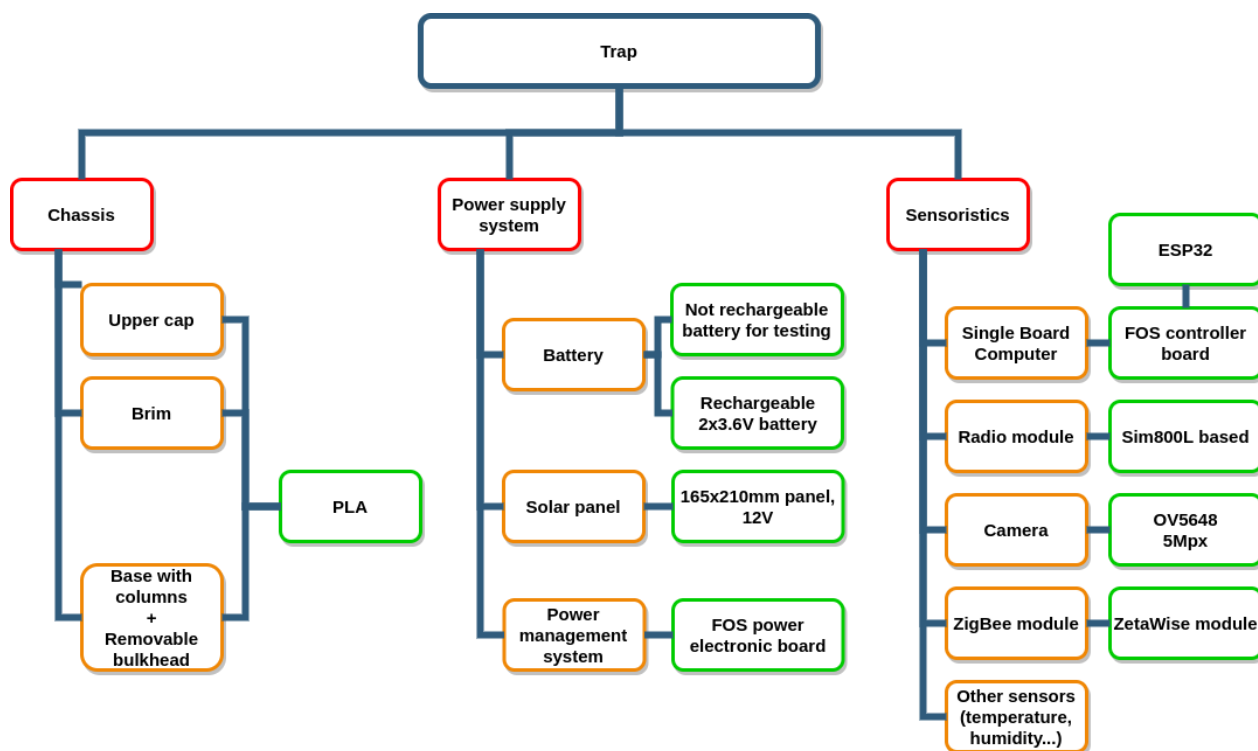 Trap
Chassis
Power supply
system
Sensoristics
ESP32
Upper cap
Brim
Base with
columns
+
Removable
bulkhead
PLA
Battery
Not rechargeable
battery for testing
Rechargeable
2x3.6V battery
Solar panel
165x210mm panel,
12V
Power
management
system
FOS power
electronic board
Single Board
Computer
FOS controller
board
Radio module
Sim800L based
Camera
OV5648
5Mpx
ZigBee module
ZetaWise module
Other sensors
(temperature,
humidity...)